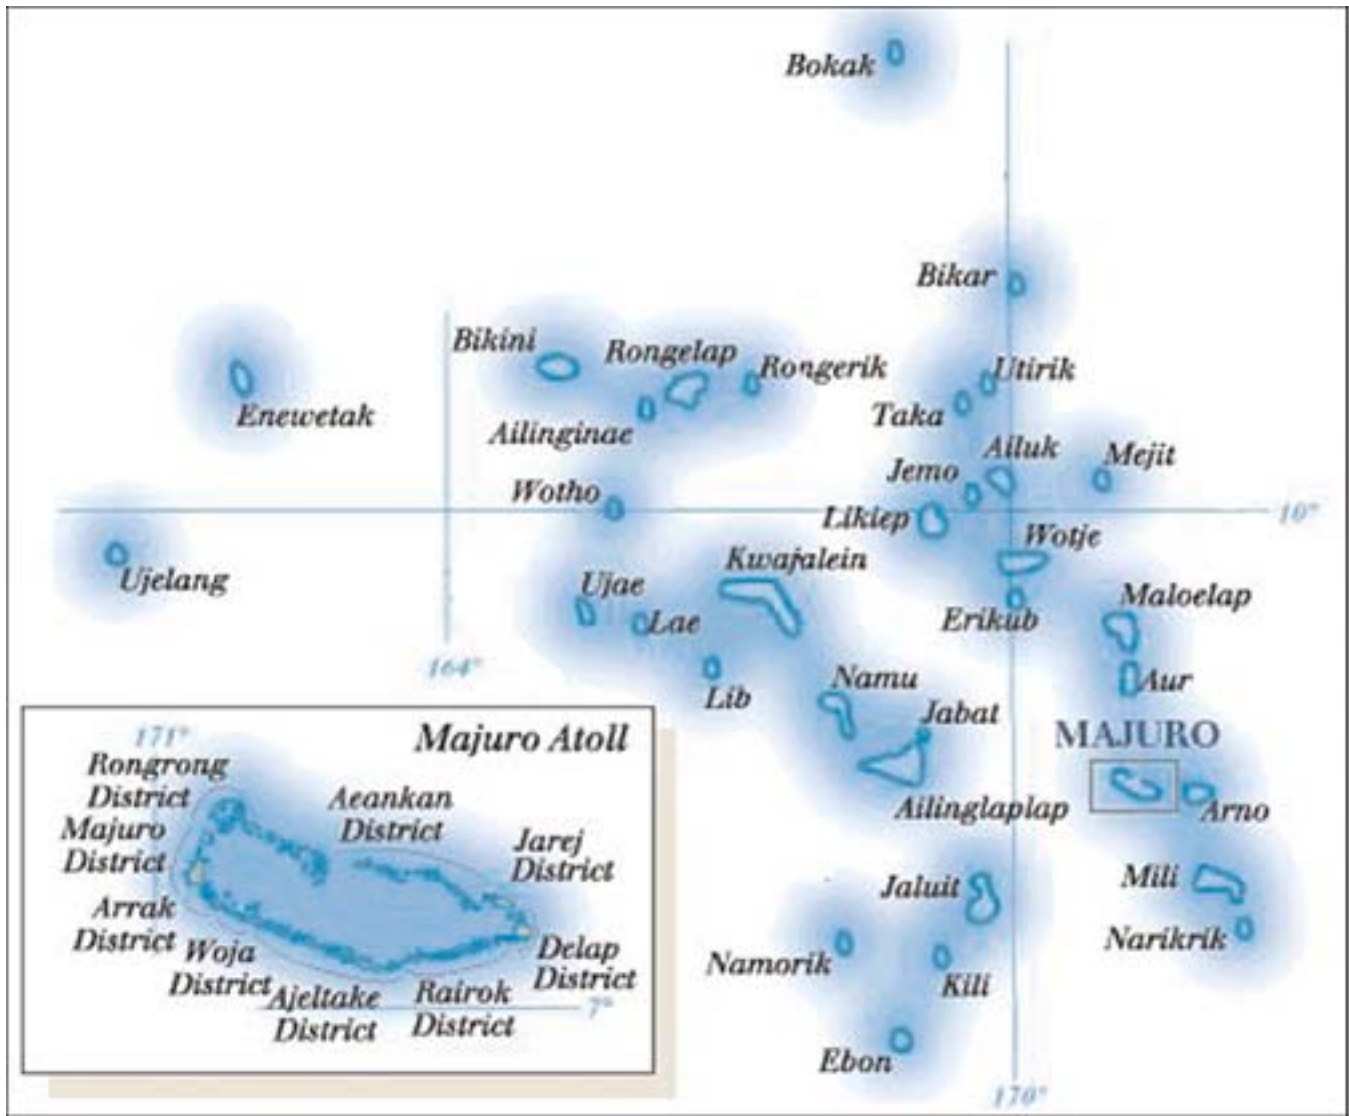 Bokak
Bikar
Bikini
Rongelap
Rongerik
Utirik
Enewetak
Taka
Ailinginae
Ailuk
Mejit
Jemo
Wotho
Likiep
10°
Wotje
Kwajalein
Ujelang
Ujae
Maloelap
Lae
Erikub
164°
Namu
Aur
Lib
Jabat
MAJURO
Ailinglaplap
Arno
Jaluit
Mili
Narikrik
Namorik
Kili
Ebon
170°
Majuro Atoll
171°
Rongrong
District
Aeankan
District
Majuro
District
Jarej
District
Arrak
District
Woja
District
Delap
District
Ajeltake
District
Rairok
District
7°